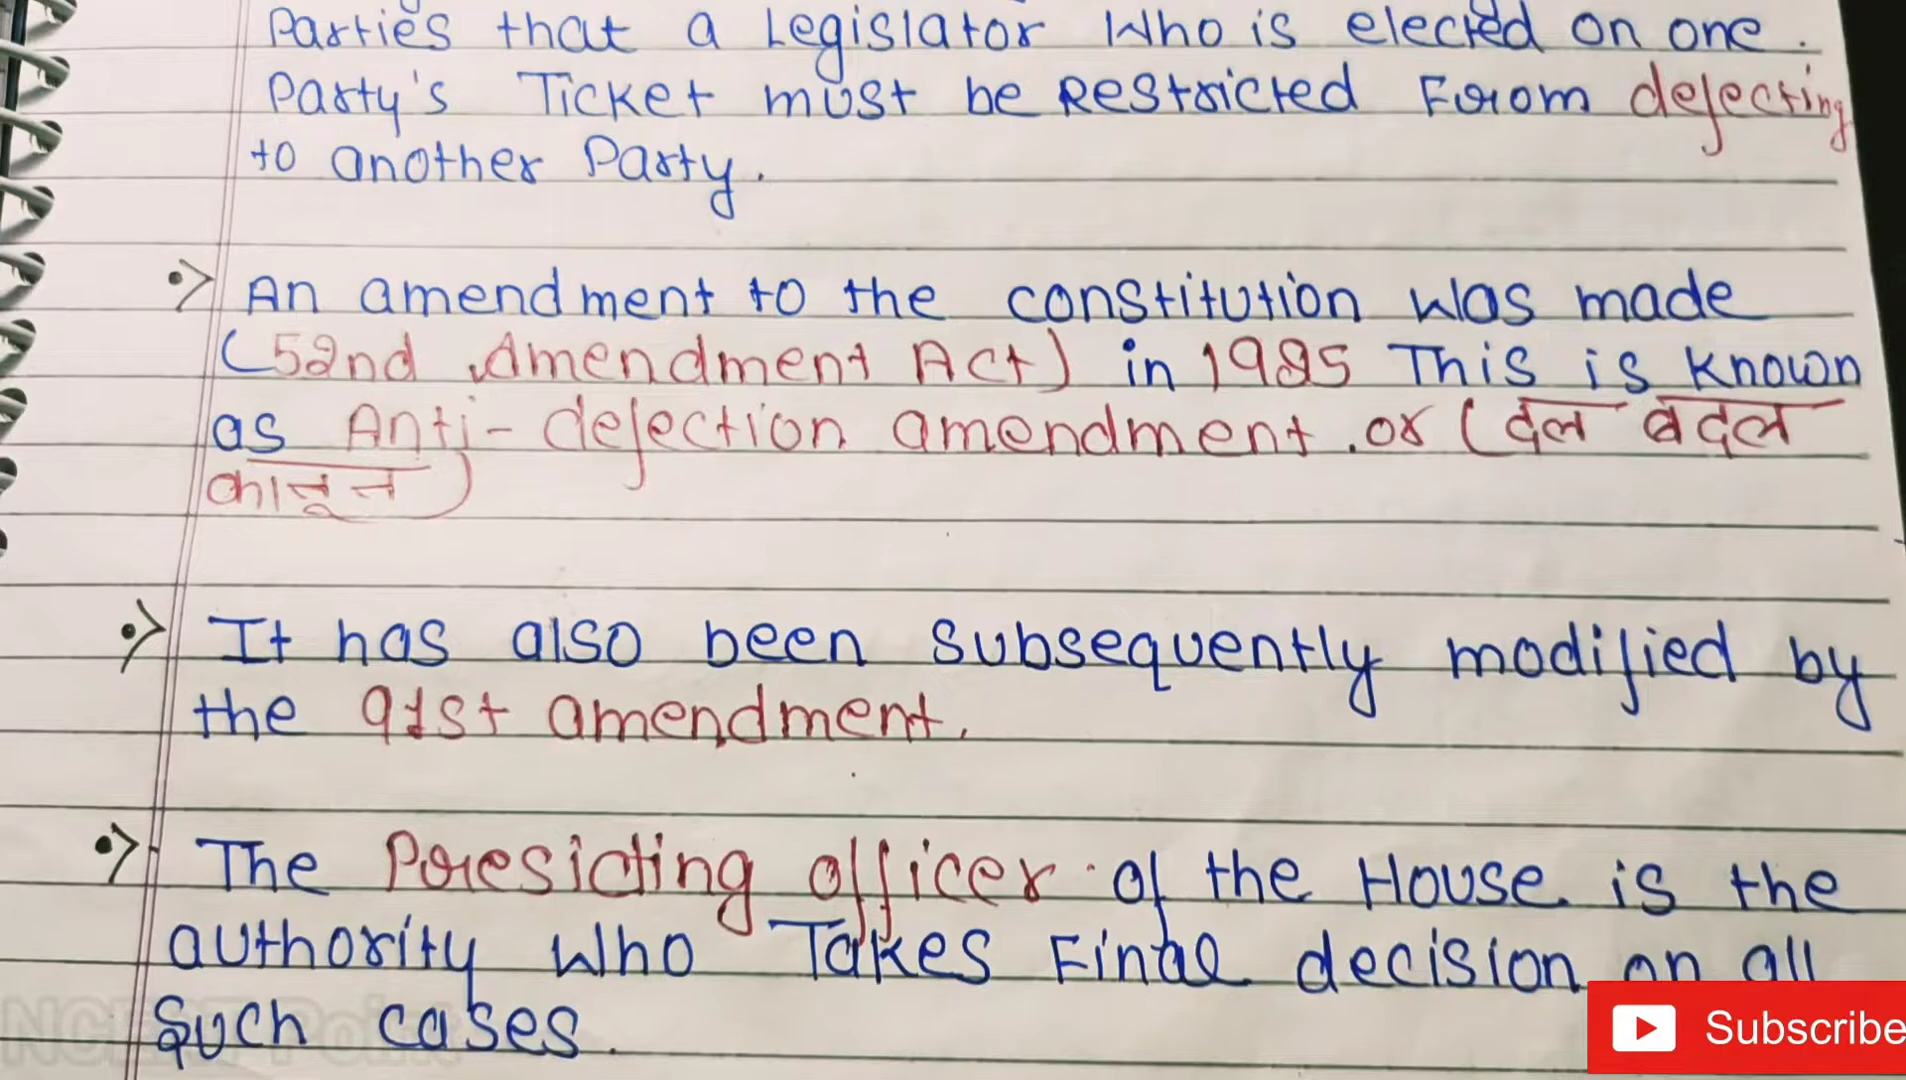 Parties that a Legislator Who is elected on one.
Party's Ticket must be Restricted From defecting
to another Party.
An amendment to the constitution was made
(52nd Amendment Act) in 1985 This is Known
as Anti-defection amendment. or (दल बदल
कानून)
It has also been subsequently modified by
the 91st amendment.
The Presiding officer of the House is the
authority Who Takes Final decision on all
Such cases.
NCERT Point
Subscribe